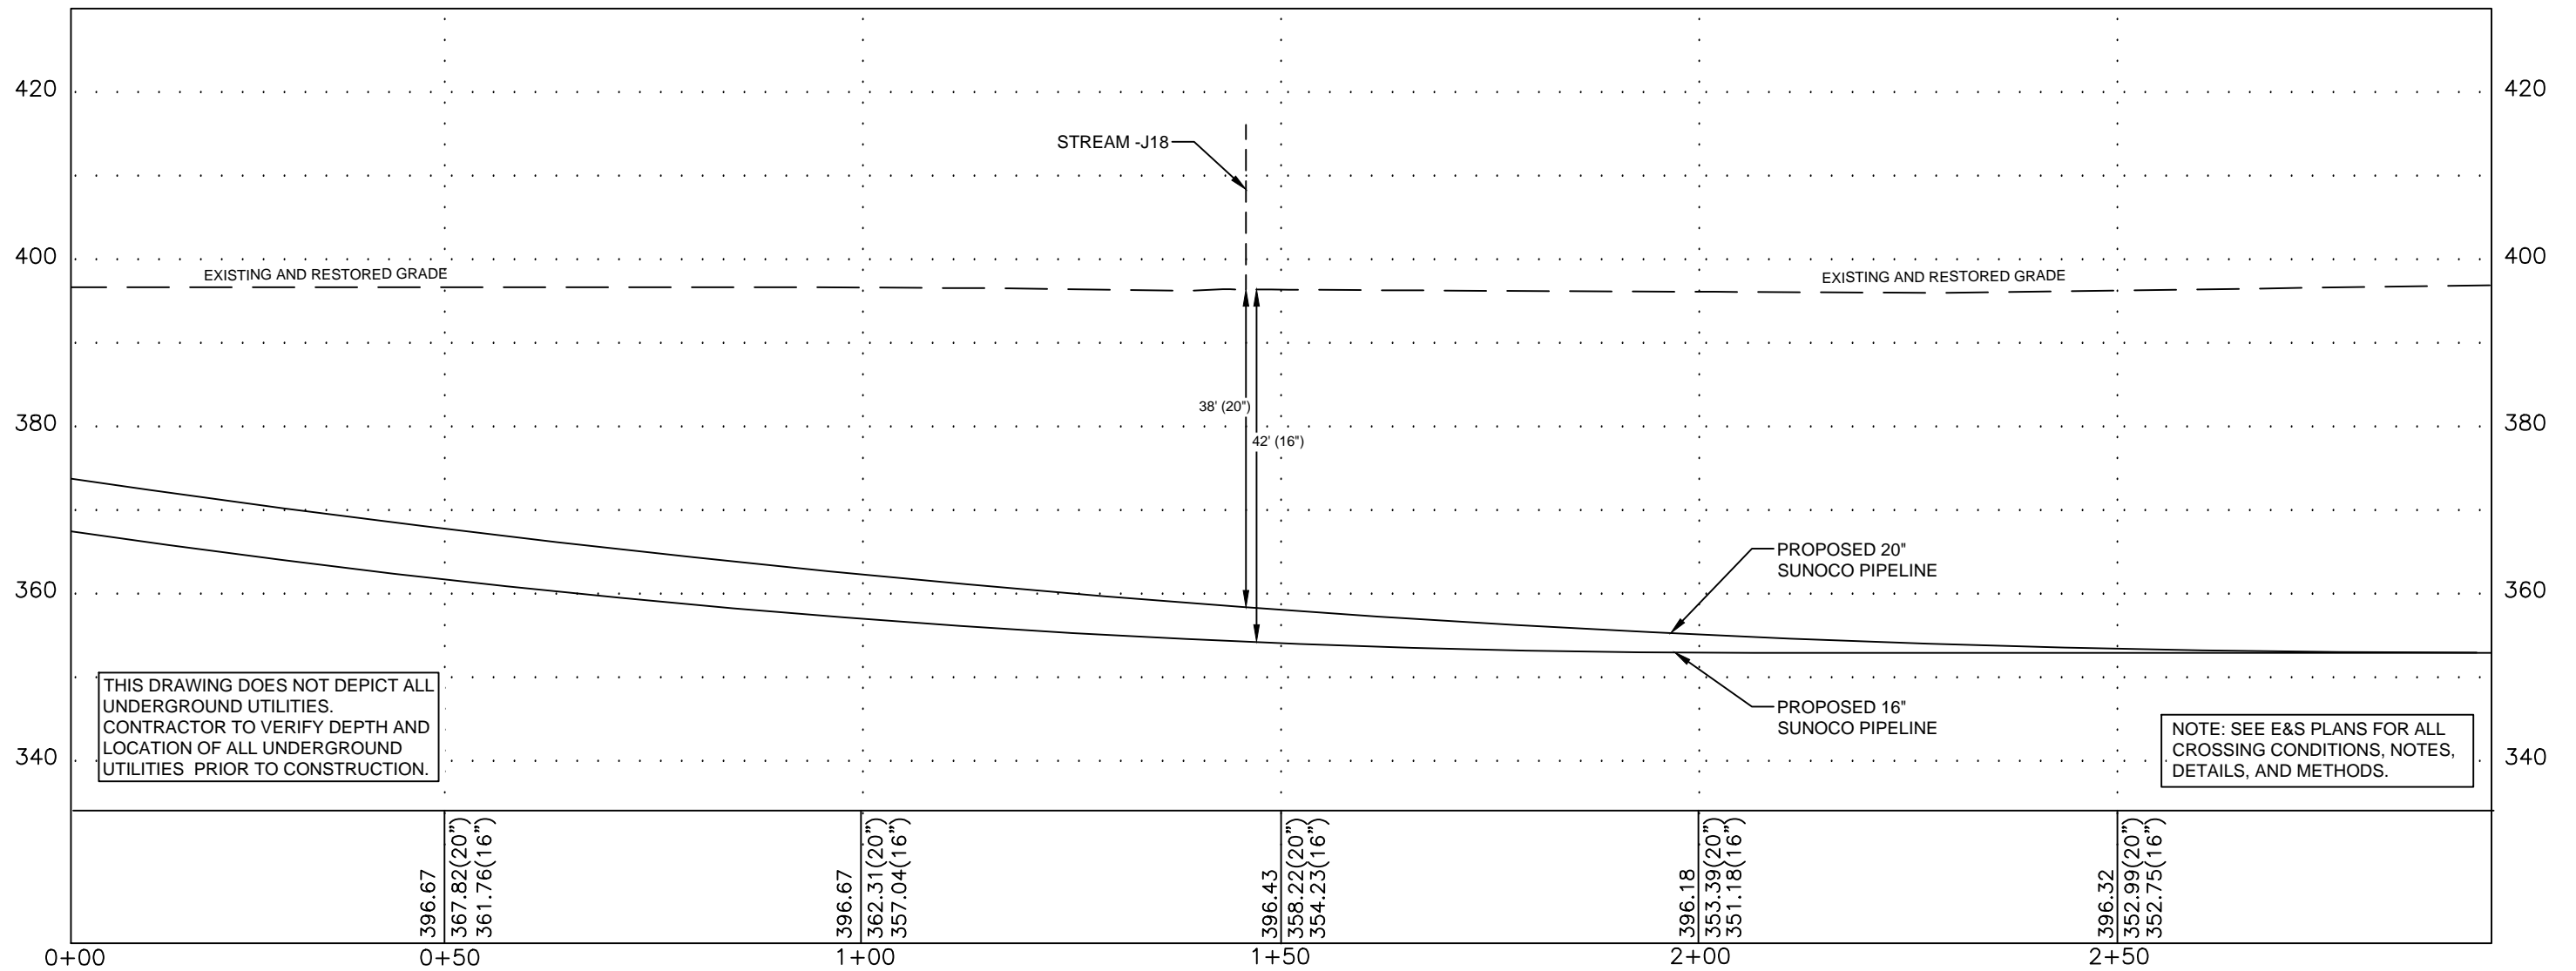 420
420
STREAM -J18
400
400
EXISTING AND RESTORED GRADE
EXISTING AND RESTORED GRADE
380
380
38' (20")
42' (16")
360
360
PROPOSED 20"
SUNOCO PIPELINE
THIS DRAWING DOES NOT DEPICT ALL
UNDERGROUND UTILITIES.
CONTRACTOR TO VERIFY DEPTH AND
LOCATION OF ALL UNDERGROUND
UTILITIES PRIOR TO CONSTRUCTION.
PROPOSED 16"
SUNOCO PIPELINE
NOTE: SEE E&S PLANS FOR ALL
CROSSING CONDITIONS, NOTES,
DETAILS, AND METHODS.
340
340
396.67
367.82(20")
361.76(16")
396.67
362.31(20")
357.04(16")
396.43
358.22(20")
354.23(16")
396.18
353.39(20")
351.18(16")
396.32
352.99(20")
352.75(16")
0+00
0+50
1+00
1+50
2+00
2+50